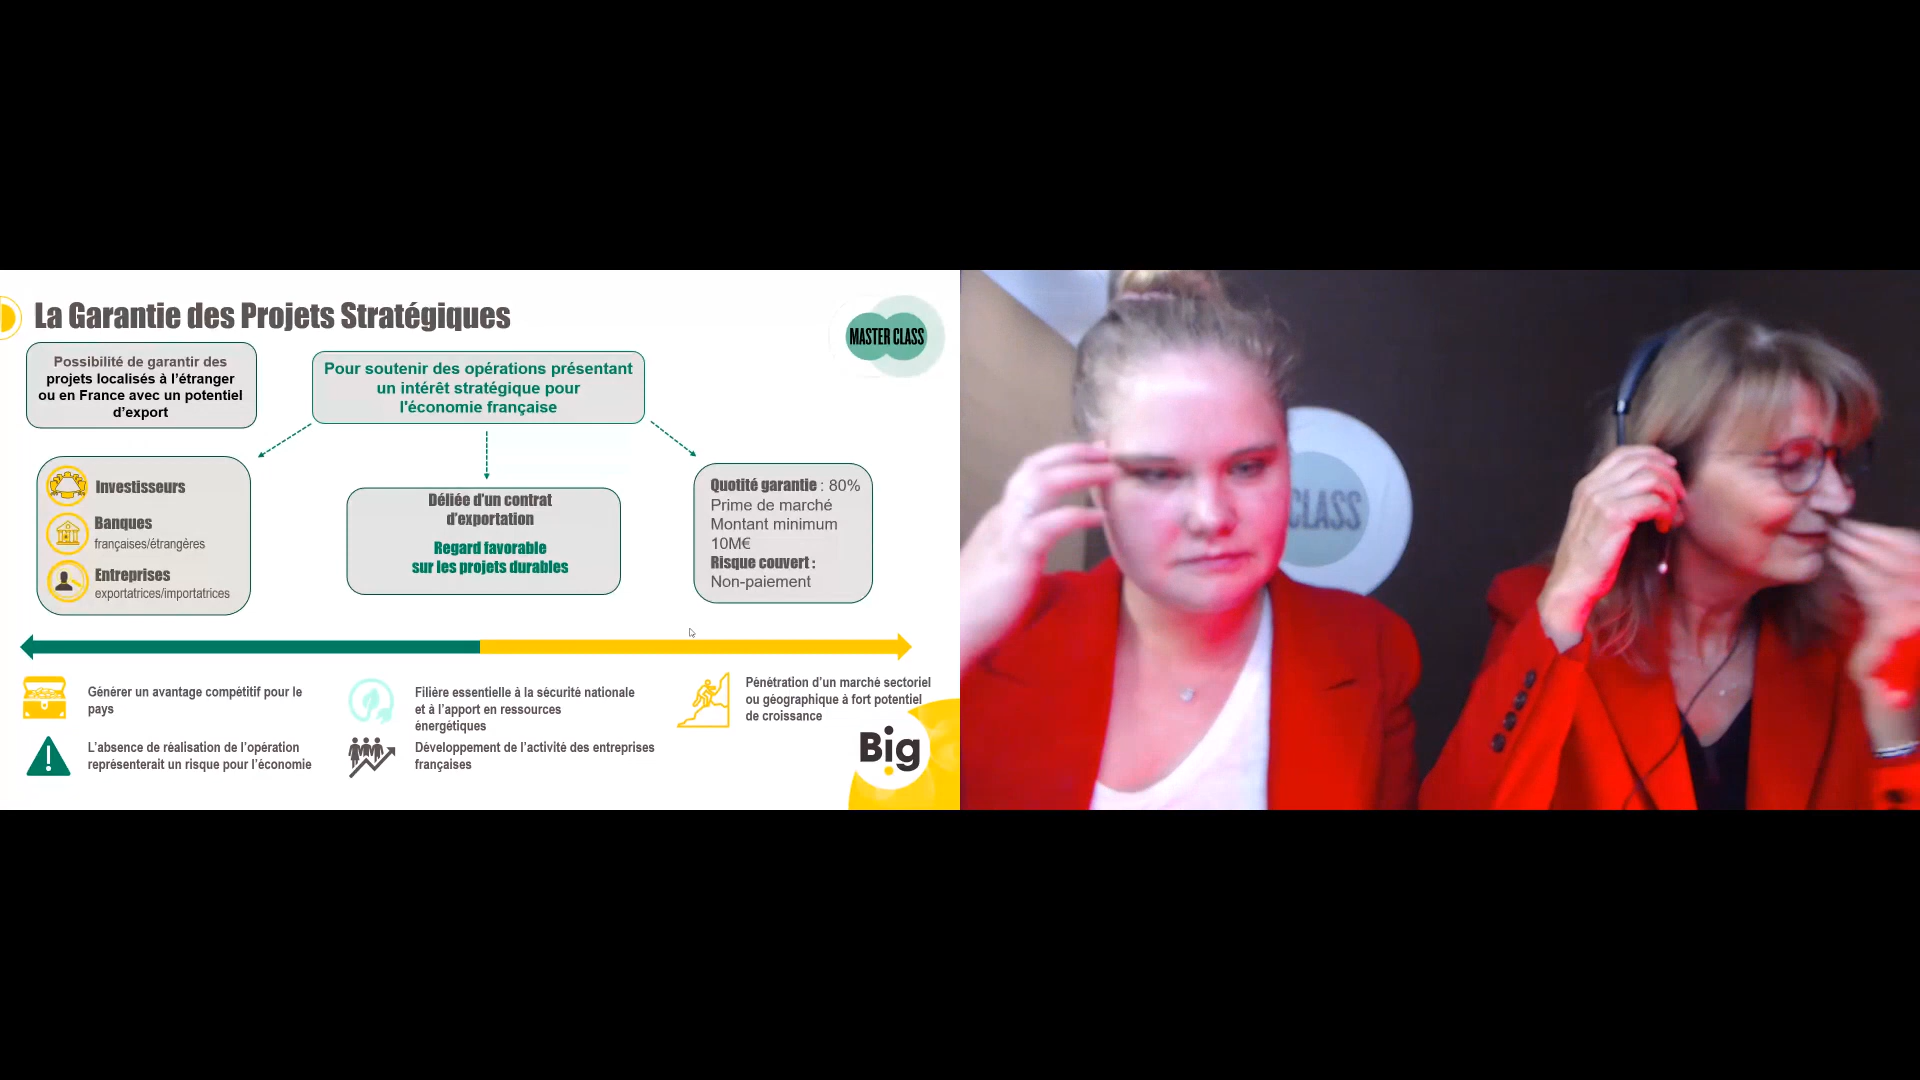 La Garantie des Projets Stratégiques
MASTER CLASS
Possibilité de garantir des
projets localisés à l'étranger
ou en France avec un potentiel
d'export
Pour soutenir des opérations présentant
un intérêt stratégique pour
l'économie française
Investisseurs
Banques
françaises/étrangères
Entreprises
exportatrices/importatrices
Déliée d'un contrat
d'exportation
Regard favorable
sur les projets durables
Quotité garantie : 80%
Prime de marché
Montant minimum
10M€
Risque couvert :
Non-paiement
Générer un avantage compétitif pour le
pays
L'absence de réalisation de l'opération
représenterait un risque pour l'économie
Filière essentielle à la sécurité nationale
et à l'apport en ressources
énergétiques
Développement de l'activité des entreprises
françaises
Pénétration d'un marché sectoriel
ou géographique à fort potentiel
de croissance
Big
CLASS